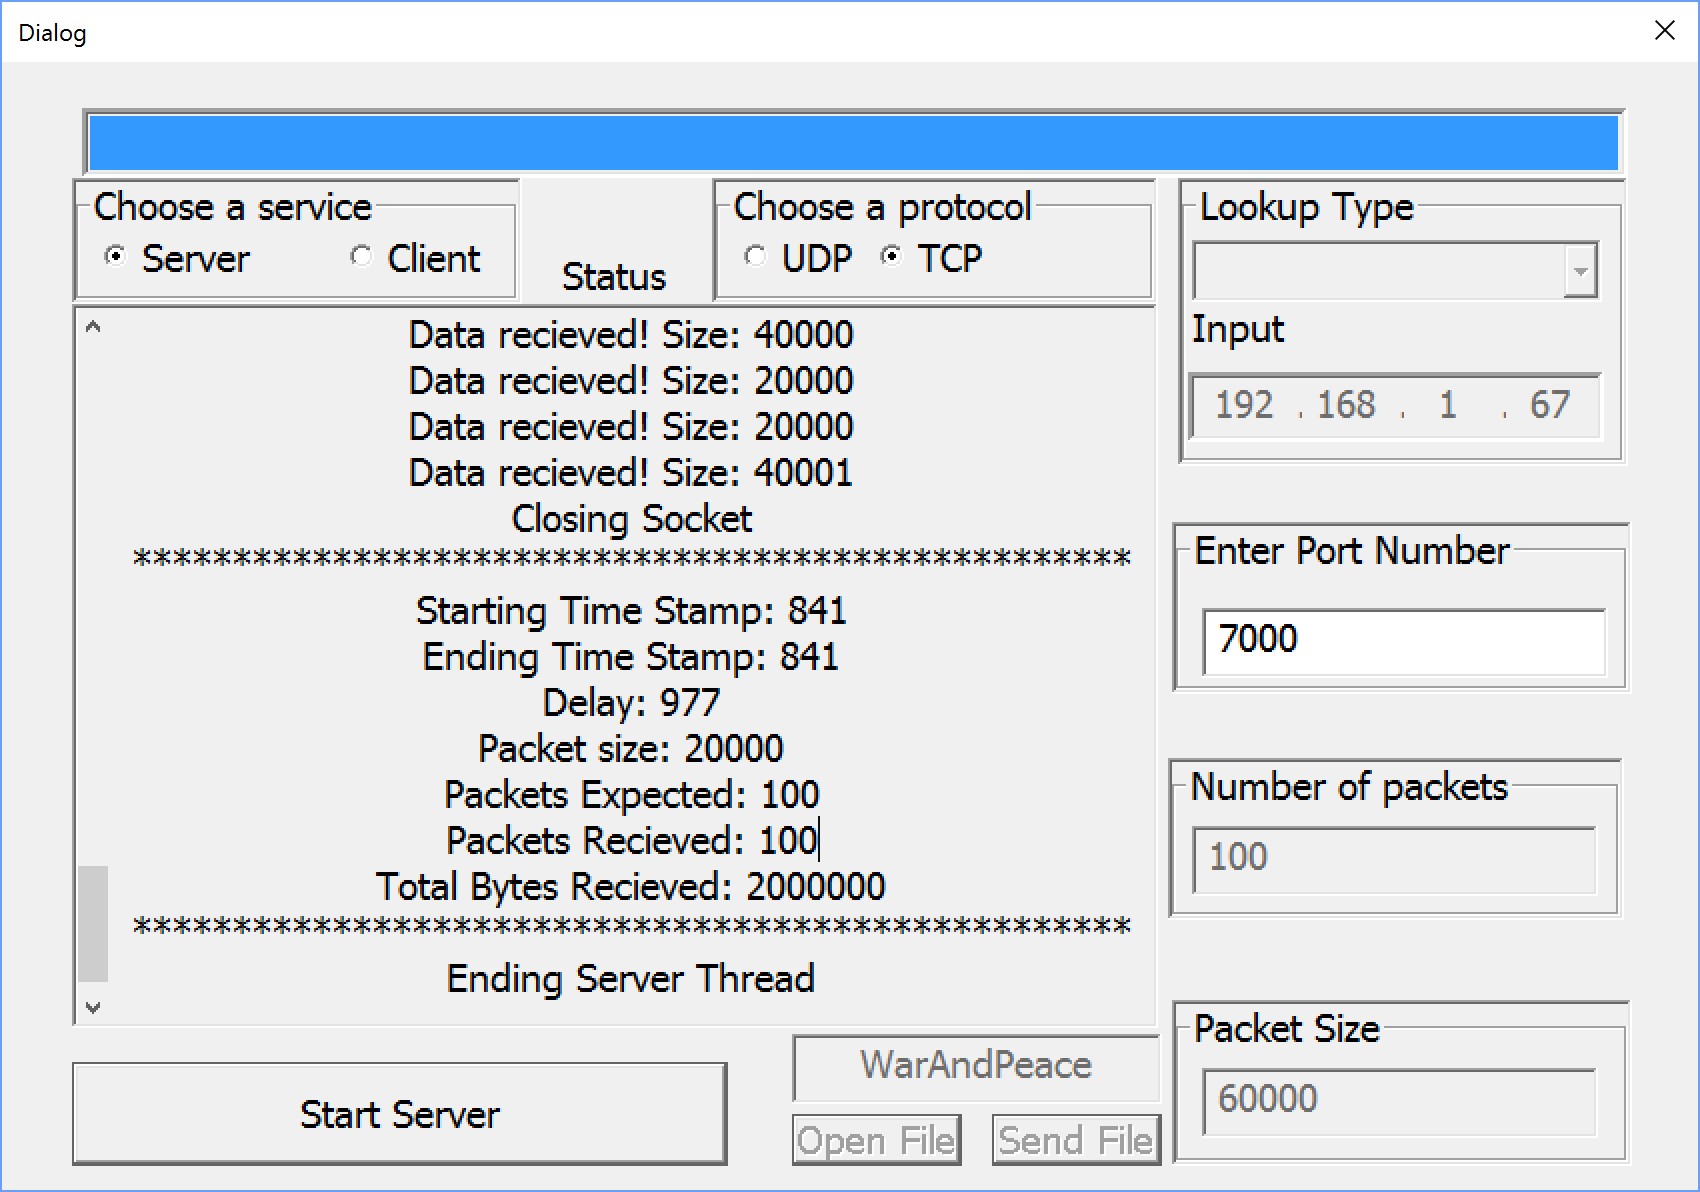 Dialog
Choose a service
Server
Client
Status
Choose a protocol
UDP
TCP
Lookup Type
Input
192 . 168 . 1 . 67
Data recieved! Size: 40000
Data recieved! Size: 20000
Data recieved! Size: 20000
Data recieved! Size: 40001
Closing Socket
**************************************************
Starting Time Stamp: 841
Ending Time Stamp: 841
Delay: 977
Packet size: 20000
Packets Expected: 100
Packets Recieved: 100
Total Bytes Recieved: 2000000
**************************************************
Ending Server Thread
Enter Port Number
7000
Number of packets
100
Packet Size
60000
Start Server
WarAndPeace
Open File
Send File